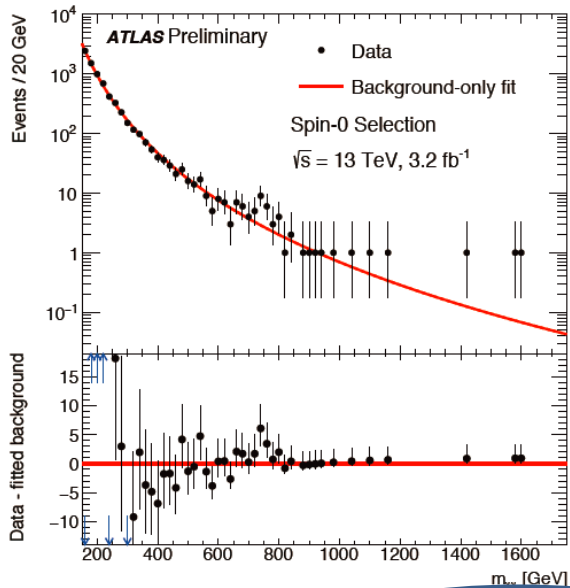 Events / 20 GeV
10⁴
10³
10²
10
1
10⁻¹
ATLAS Preliminary
Data
Background-only fit
Spin-0 Selection
√s = 13 TeV, 3.2 fb⁻¹
Data - fitted background
15
10
5
0
−5
−10
200 400 600 800 1000 1200 1400 1600
[GeV]